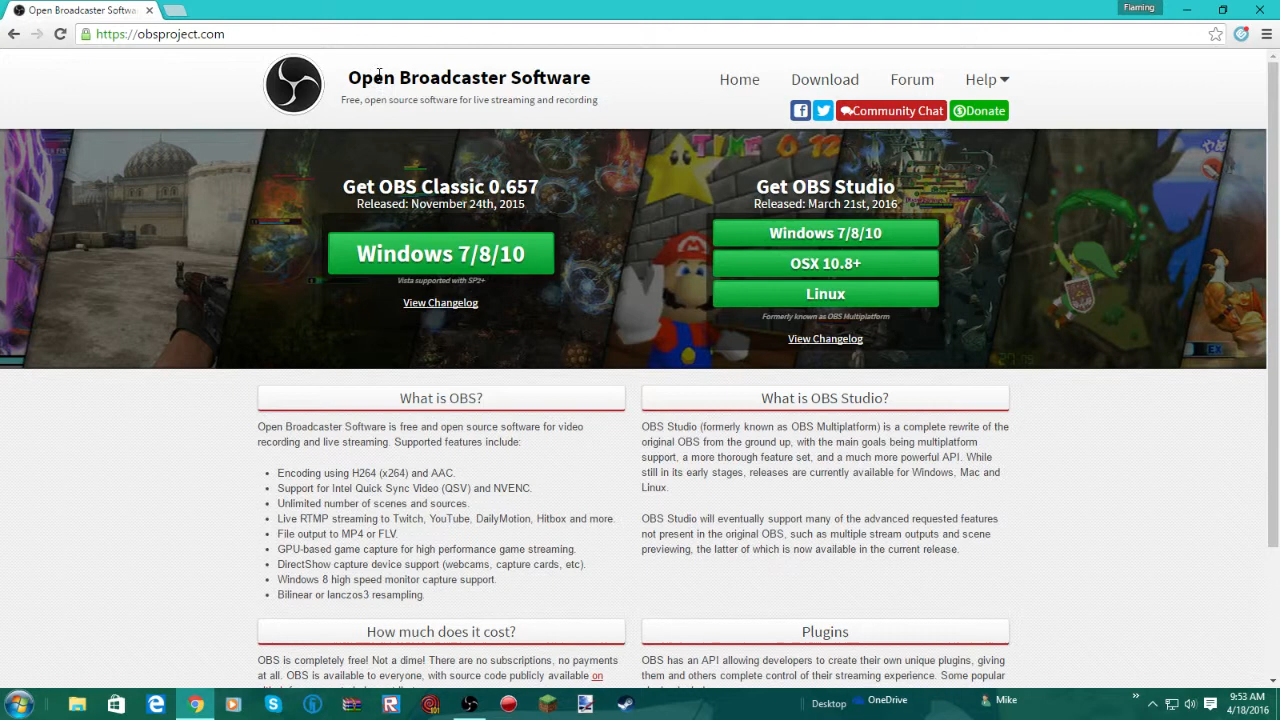 Open Broadcaster Softwa
Flaming
https://obsproject.com
Open Broadcaster Software
Free, open source software for live streaming and recording
Home
Download
Forum
Help
Community Chat
Donate
TIME 0 12
Get OBS Classic 0.657
Released: November 24th, 2015
Windows 7/8/10
Vista supported with SP2+
View Changelog
Get OBS Studio
Released: March 21st, 2016
Windows 7/8/10
OSX 10.8+
Linux
Formerly known as OBS Multiplatform
View Changelog
EX
What is OBS?
Open Broadcaster Software is free and open source software for video
recording and live streaming. Supported features include:
Encoding using H264 (x264) and AAC.
Support for Intel Quick Sync Video (QSV) and NVENC.
Unlimited number of scenes and sources.
Live RTMP streaming to Twitch, YouTube, DailyMotion, Hitbox and more.
File output to MP4 or FLV.
GPU-based game capture for high performance game streaming.
DirectShow capture device support (webcams, capture cards, etc).
Windows 8 high speed monitor capture support.
Bilinear or lanczos3 resampling.
What is OBS Studio?
OBS Studio (formerly known as OBS Multiplatform) is a complete rewrite of the
original OBS from the ground up, with the main goals being multiplatform
support, a more thorough feature set, and a much more powerful API. While
still in its early stages, releases are currently available for Windows, Mac and
Linux.
OBS Studio will eventually support many of the advanced requested features
not present in the original OBS, such as multiple stream outputs and scene
previewing, the latter of which is now available in the current release.
How much does it cost?
OBS is completely free! Not a dime! There are no subscriptions, no payments
at all. OBS is available to everyone, with source code publicly available on
Plugins
OBS has an API allowing developers to create their own unique plugins, giving
them and others complete control of their streaming experience. Some popular
Desktop
OneDrive
Mike
9:53 AM
4/18/2016